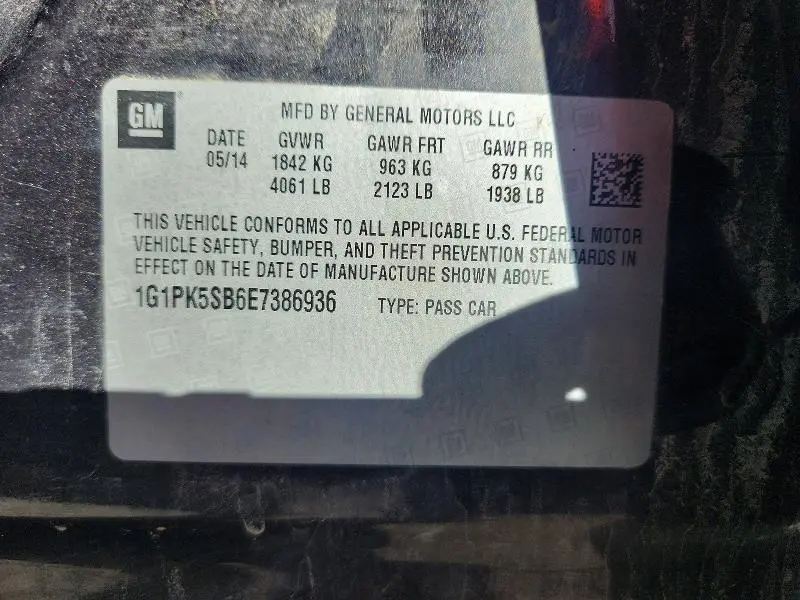 GM
MFD BY GENERAL MOTORS LLC
DATE GVWR GAWR FRT GAWR RR
05/14 1842 KG 963 KG 879 KG
4061 LB 2123 LB 1938 LB
THIS VEHICLE CONFORMS TO ALL APPLICABLE U.S. FEDERAL MOTOR
VEHICLE SAFETY, BUMPER, AND THEFT PREVENTION STANDARDS IN
EFFECT ON THE DATE OF MANUFACTURE SHOWN ABOVE.
1G1PK5SB6E7386936 TYPE: PASS CAR